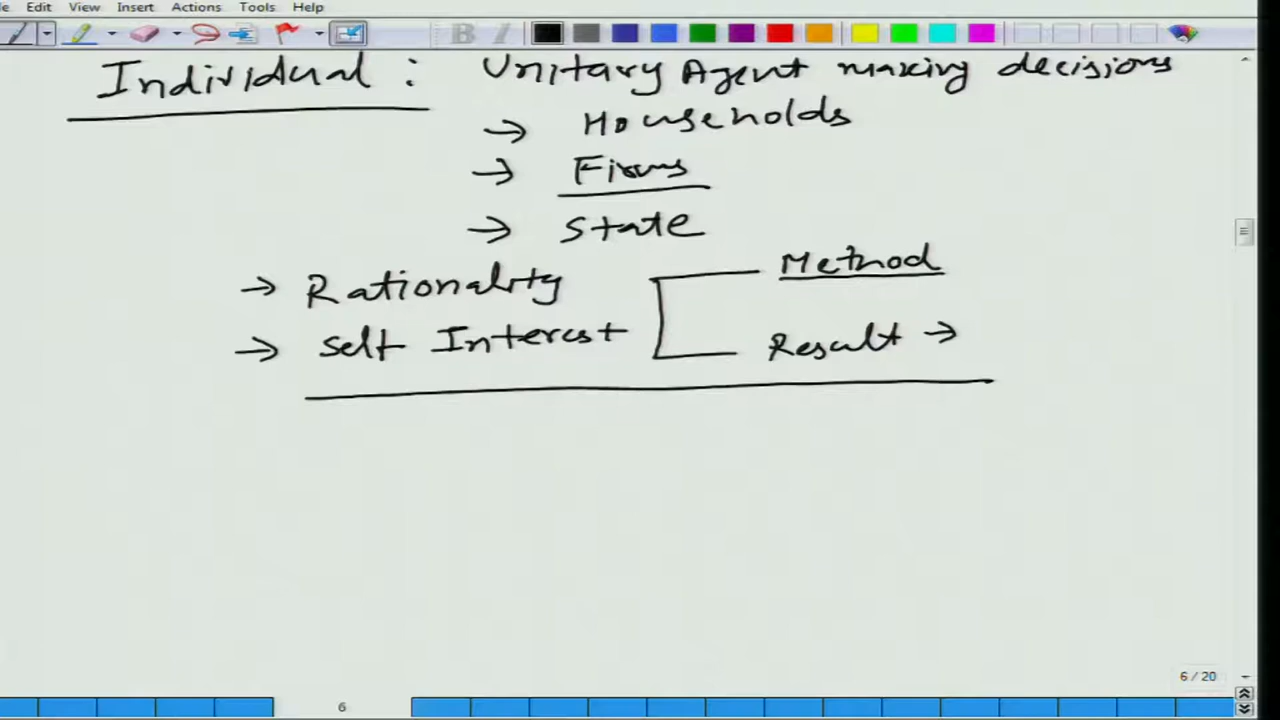 Edit View Insert Actions Tools Help
Individual : Unitary Agent making decisions
→ Households
→ Firms
→ State
→ Rationality
Method
→ Self Interest
Result →
6 / 20
6